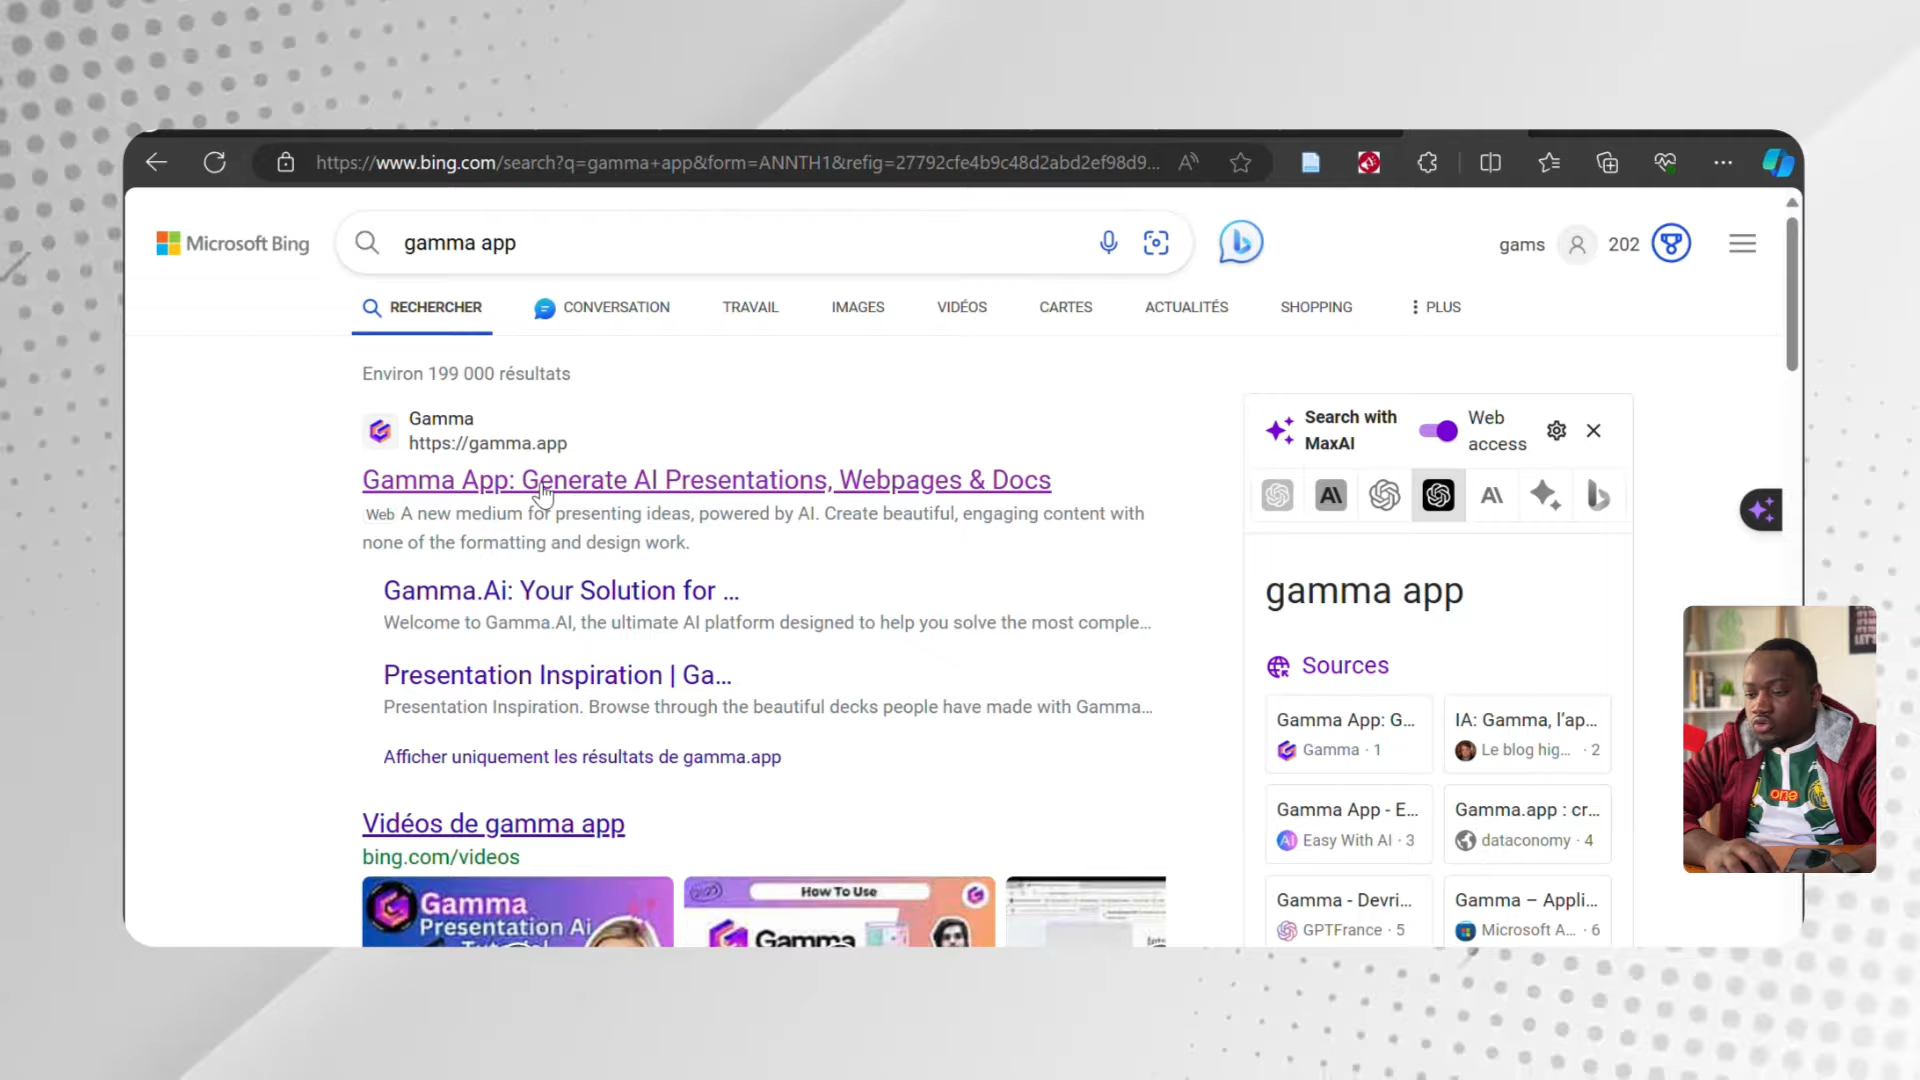 https://www.bing.com/search?q=gamma+app&form=ANNTH1&refig=27792cfe4b9c48d2abd2ef98d9...
Microsoft Bing
gamma app
gams
202
RECHERCHER
CONVERSATION
TRAVAIL
IMAGES
VIDÉOS
CARTES
ACTUALITÉS
SHOPPING
PLUS
Environ 199 000 résultats
Gamma
https://gamma.app
Gamma App: Generate AI Presentations, Webpages & Docs
Web A new medium for presenting ideas, powered by AI. Create beautiful, engaging content with
none of the formatting and design work.
Gamma.Ai: Your Solution for ...
Welcome to Gamma.AI, the ultimate AI platform designed to help you solve the most comple...
Presentation Inspiration | Ga...
Presentation Inspiration. Browse through the beautiful decks people have made with Gamma...
Afficher uniquement les résultats de gamma.app
Vidéos de gamma app
bing.com/videos
Gamma
Presentation Ai
How To Use
Gamma
Search with
MaxAI
Web
access
gamma app
Sources
Gamma App: G...
Gamma · 1
IA: Gamma, l'ap...
Le blog hig... · 2
Gamma App - E...
Easy With AI · 3
Gamma.app : cr...
dataconomy · 4
Gamma - Devri...
GPTFrance · 5
Gamma – Appli...
Microsoft A... · 6
one